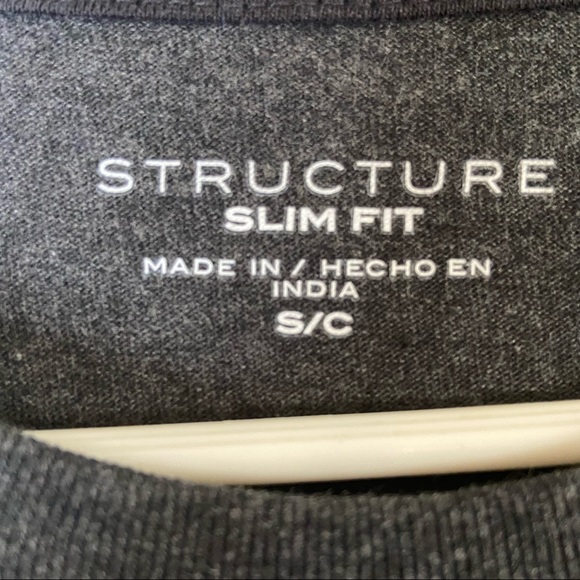 STRUCTURE
SLIM FIT
MADE IN / HECHO EN
INDIA
S/C